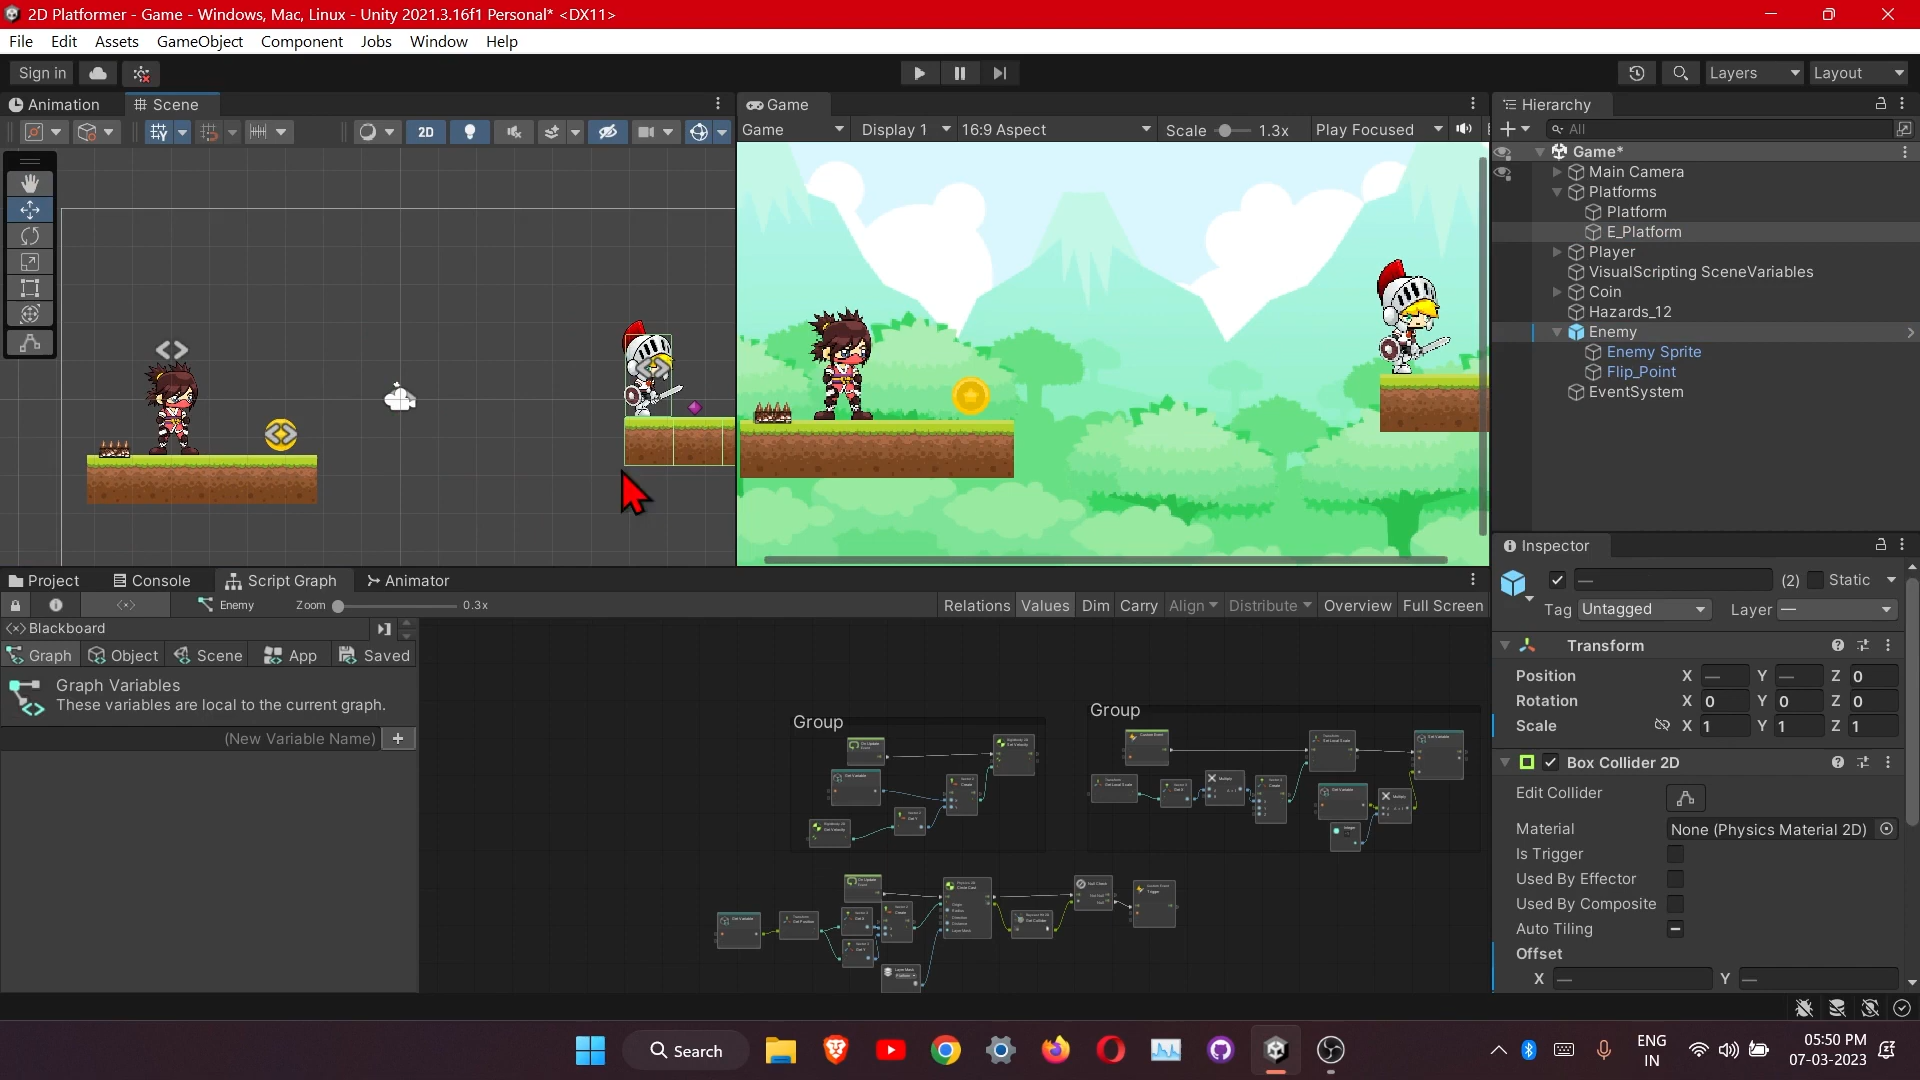 2D Platformer - Game - Windows, Mac, Linux - Unity 2021.3.16f1 Personal* <DX11>
File Edit Assets GameObject Component Jobs Window Help
Sign in
Layers
Layout
Animation
Scene
Game
Hierarchy
2D
Game
Display 1
16:9 Aspect
Scale
1.3x
Play Focused
All
Game*
Main Camera
Platforms
Platform
E_Platform
Player
VisualScripting SceneVariables
Coin
Hazards_12
Enemy
Enemy Sprite
Flip_Point
EventSystem
Project
Console
Script Graph
Animator
Enemy
Zoom
0.3x
Relations
Values
Dim
Carry
Align
Distribute
Overview
Full Screen
<x> Blackboard
Graph
Object
Scene
App
Saved
Graph Variables
These variables are local to the current graph.
(New Variable Name)
+
Group
Group
Inspector
(2)
Static
Tag
Untagged
Layer
—
Transform
Position X — Y — Z 0
Rotation X 0 Y 0 Z 0
Scale X 1 Y 1 Z 1
Box Collider 2D
Edit Collider
Material
None (Physics Material 2D)
Is Trigger
Used By Effector
Used By Composite
Auto Tiling
Offset
X — Y —
Search
ENG
IN
05:50 PM
07-03-2023